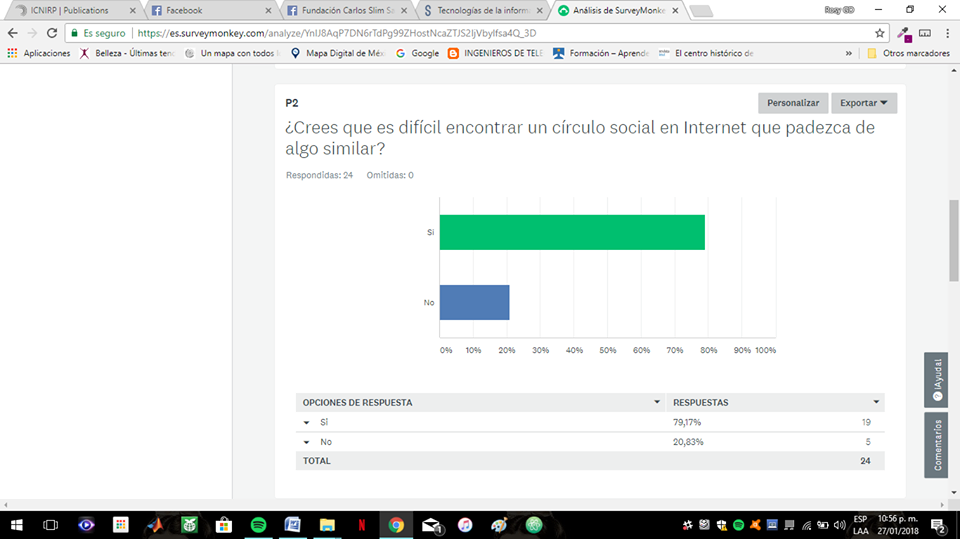 ICNIRP | Publications
Facebook
Fundación Carlos Slim Sa
Tecnologías de la inform
Análisis de SurveyMonke
Rosy GD
Es seguro | https://es.surveymonkey.com/analyze/YnIJ8AqP7DN6rTdPg99ZHostNcaZTJS2IjVbyIfsa4Q_3D
Aplicaciones
Belleza - Últimas tend
Un mapa con todos l
Mapa Digital de Méx
Google
INGENIEROS DE TELE
Formación – Aprende
El centro histórico de
»
Otros marcadores
P2
Personalizar
Exportar
¿Crees que es difícil encontrar un círculo social en Internet que padezca de
algo similar?
Respondidas: 24 Omitidas: 0
Sí
No
0% 10% 20% 30% 40% 50% 60% 70% 80% 90% 100%
OPCIONES DE RESPUESTA RESPUESTAS
Sí 79,17% 19
No 20,83% 5
TOTAL 24
¡Ayuda!
Comentarios
ESP 10:56 p. m.
LAA 27/01/2018
2